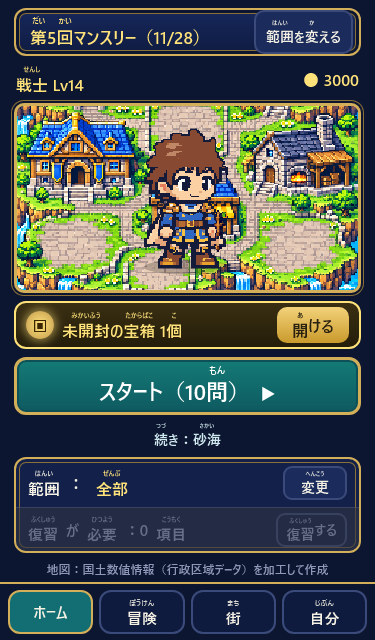 第5回マンスリー（11/28）
範囲を変える
戦士 Lv14
3000
未開封の宝箱 1個
開ける
スタート（10問） ▶
続き：砂海
範囲：全部
変更
復習が必要：0項目
復習する
地図：国土数値情報（行政区域データ）を加工して作成
ホーム
冒険
街
自分